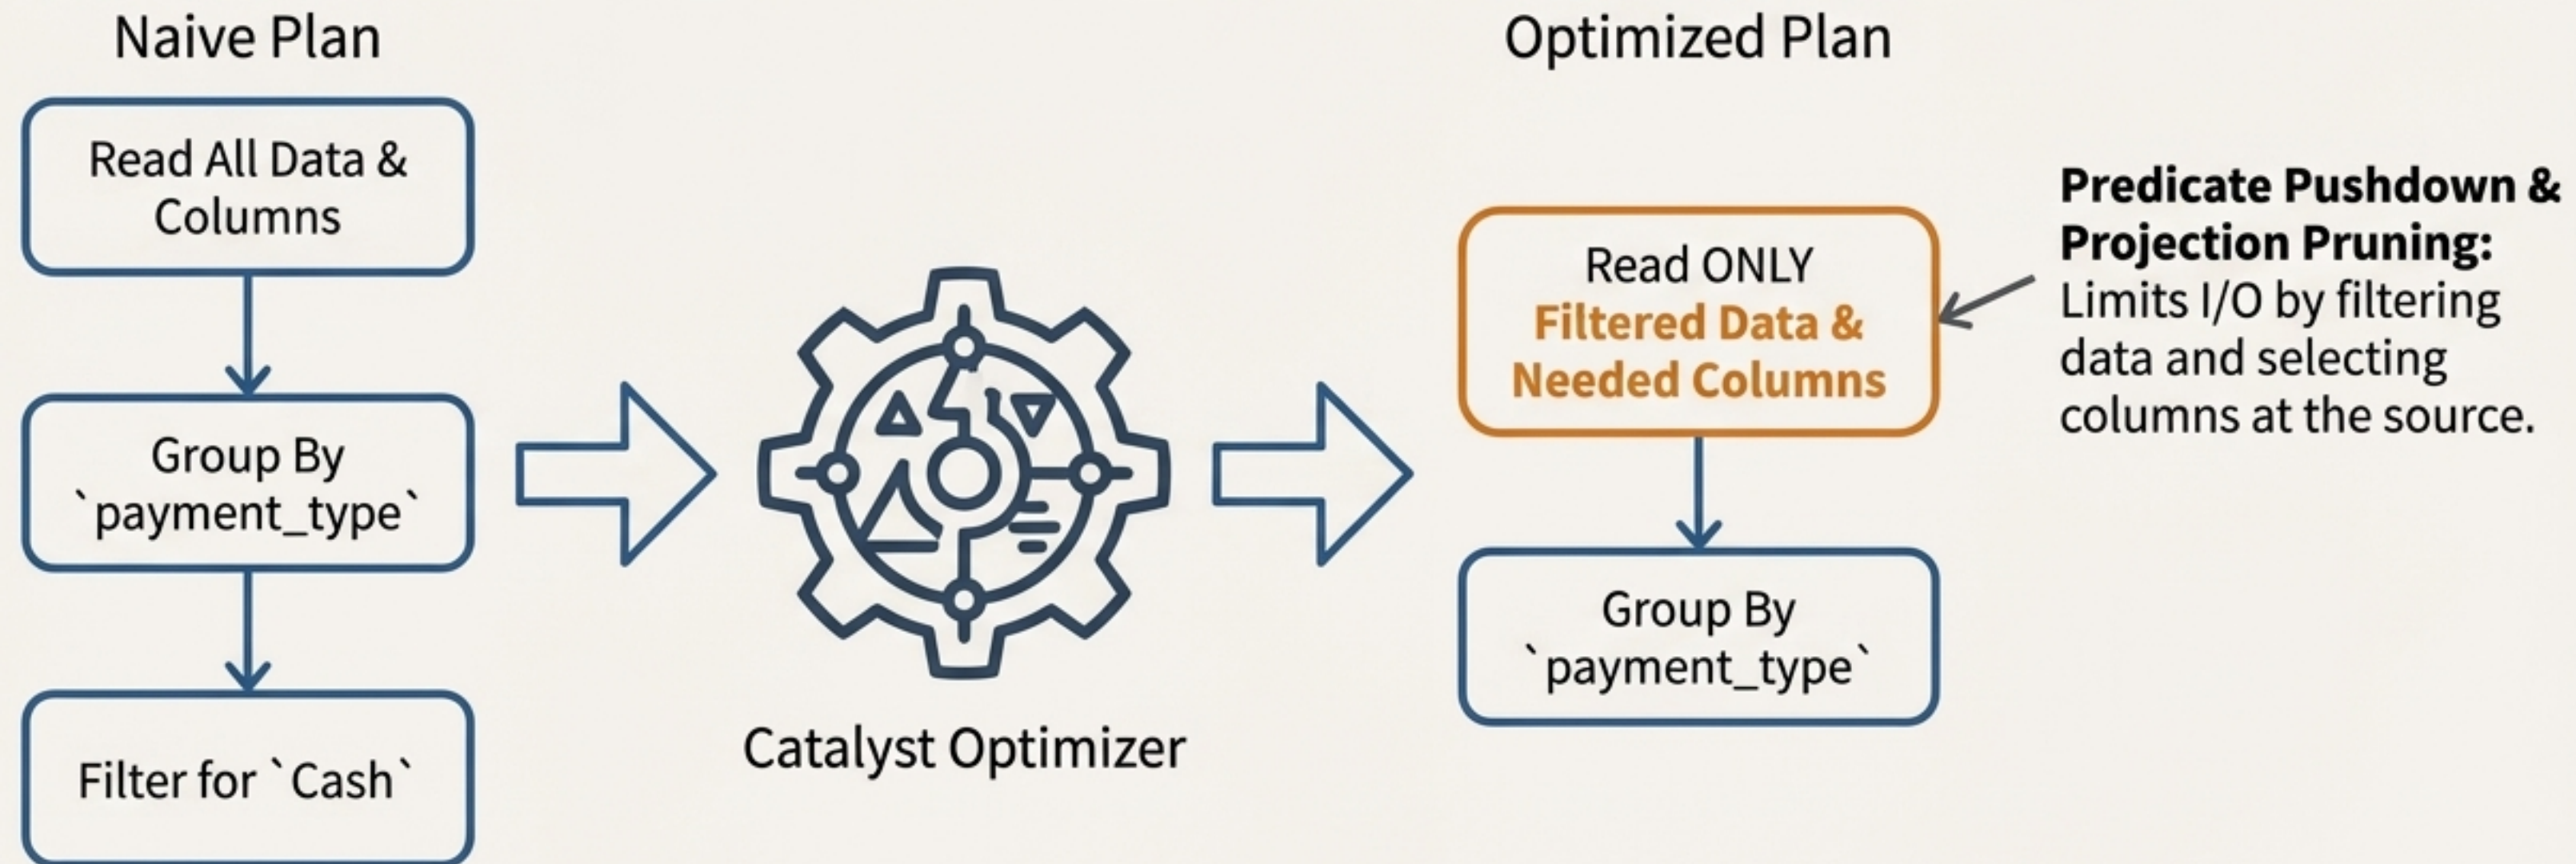 Naive Plan
Read All Data &
Columns
Group By
`payment_type`
Filter for `Cash`
Catalyst Optimizer
Optimized Plan
Read ONLY
Filtered Data &
Needed Columns
Group By
`payment_type`
Predicate Pushdown &
Projection Pruning:
Limits I/O by filtering
data and selecting
columns at the source.